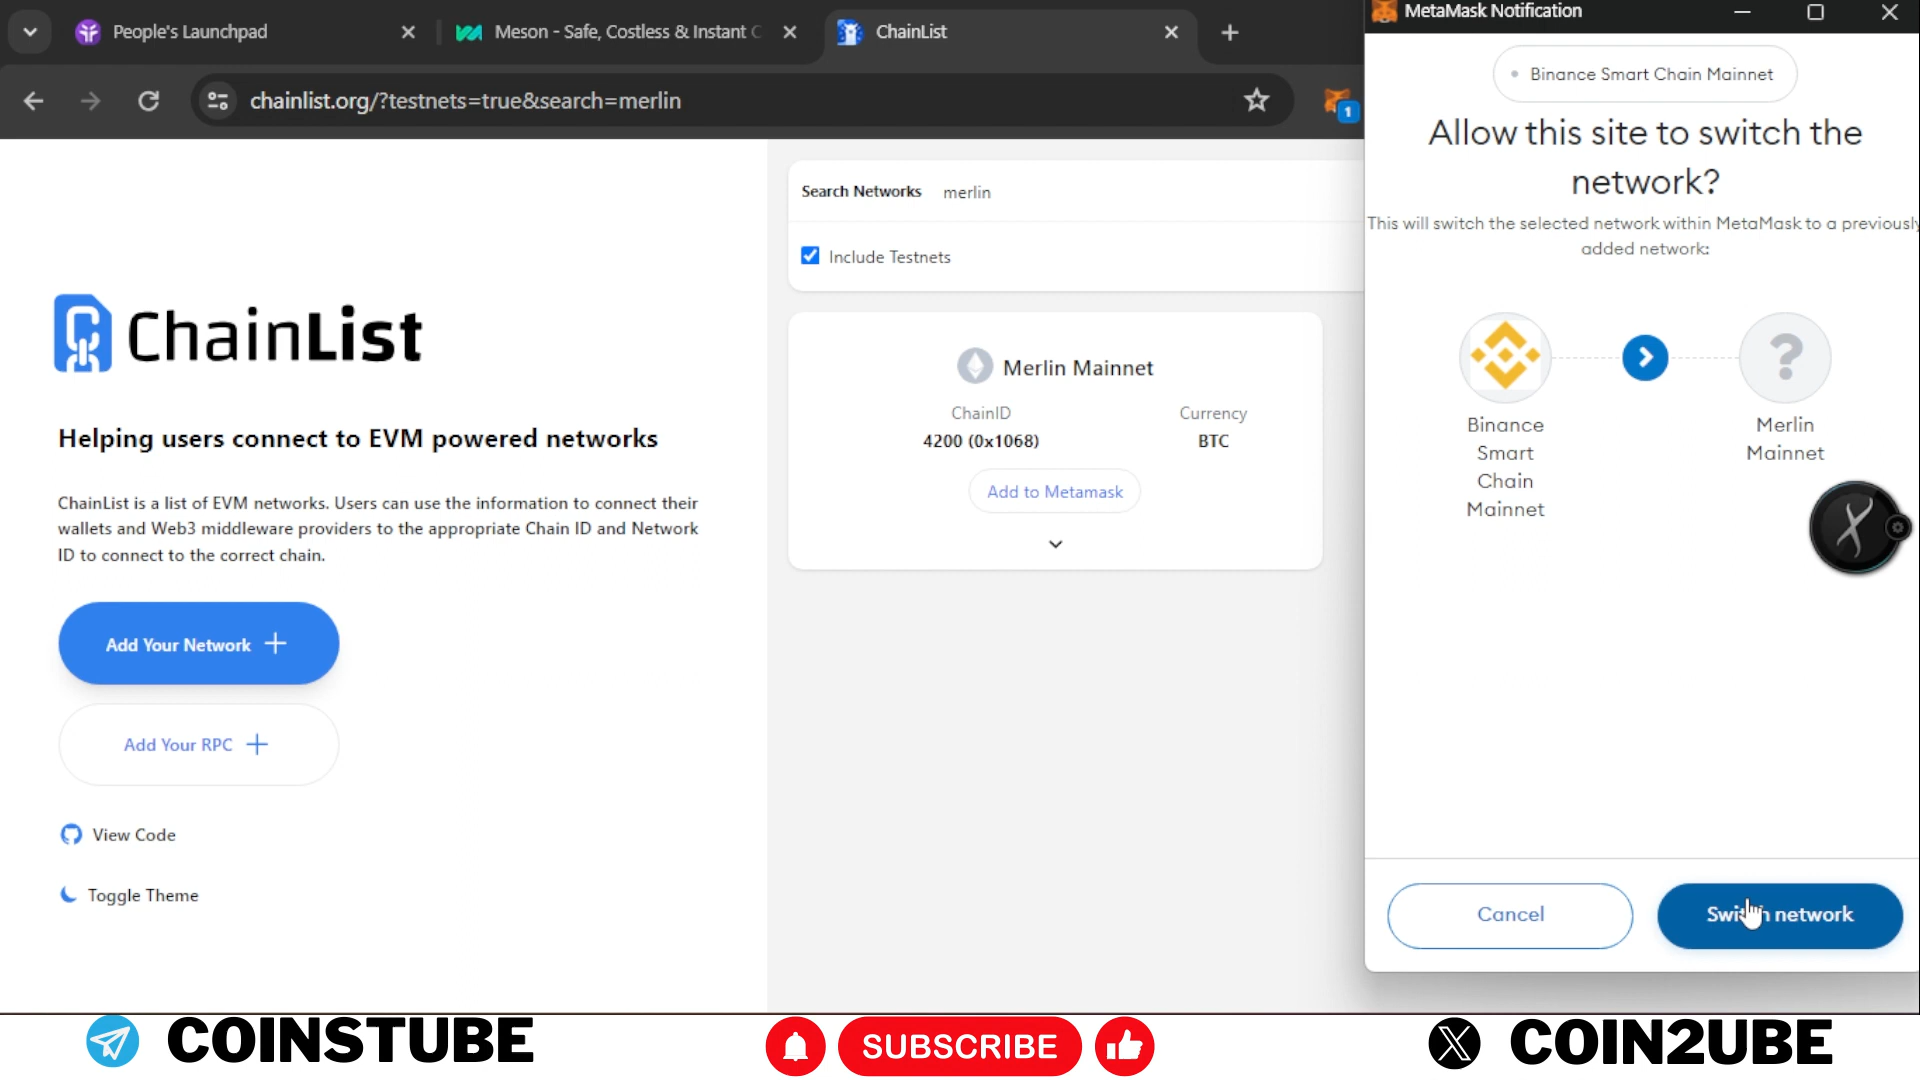 People's Launchpad
Meson - Safe, Costless & Instant C
ChainList
MetaMask Notification
chainlist.org/?testnets=true&search=merlin
1
Binance Smart Chain Mainnet
Allow this site to switch the
network?
This will switch the selected network within MetaMask to a previously
added network:
Binance
Smart
Chain
Mainnet
Merlin
Mainnet
Cancel
Switch network
Search Networks merlin
Include Testnets
Merlin Mainnet
ChainID Currency
4200 (0x1068) BTC
Add to Metamask
ChainList
Helping users connect to EVM powered networks
ChainList is a list of EVM networks. Users can use the information to connect their
wallets and Web3 middleware providers to the appropriate Chain ID and Network
ID to connect to the correct chain.
Add Your Network
Add Your RPC
View Code
Toggle Theme
COINSTUBE
SUBSCRIBE
COIN2UBE